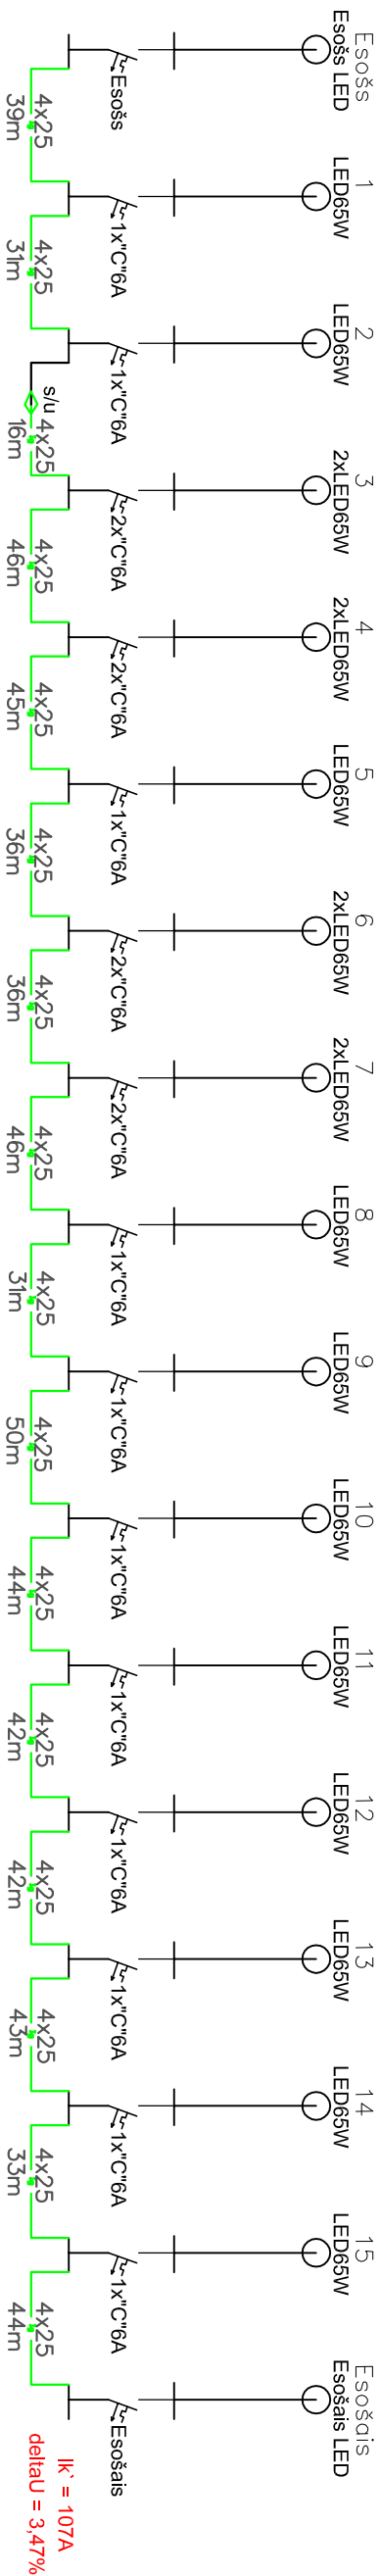 Esošs
Esošs LED
Esošs
4x25
39m
1
LED65W
1x"C"6A
4x25
31m
2
LED65W
1x"C"6A
s/u
4x25
16m
3
2xLED65W
2x"C"6A
4x25
46m
4
2xLED65W
2x"C"6A
4x25
45m
5
LED65W
1x"C"6A
4x25
36m
6
2xLED65W
2x"C"6A
4x25
36m
7
2xLED65W
2x"C"6A
4x25
46m
8
LED65W
1x"C"6A
4x25
31m
9
LED65W
1x"C"6A
4x25
50m
10
LED65W
1x"C"6A
4x25
44m
11
LED65W
1x"C"6A
4x25
42m
12
LED65W
1x"C"6A
4x25
42m
13
LED65W
1x"C"6A
4x25
43m
14
LED65W
1x"C"6A
4x25
33m
15
LED65W
1x"C"6A
4x25
44m
Esošais
Esošais LED
Esošais
Ik` = 107A
deltaU = 3,47%